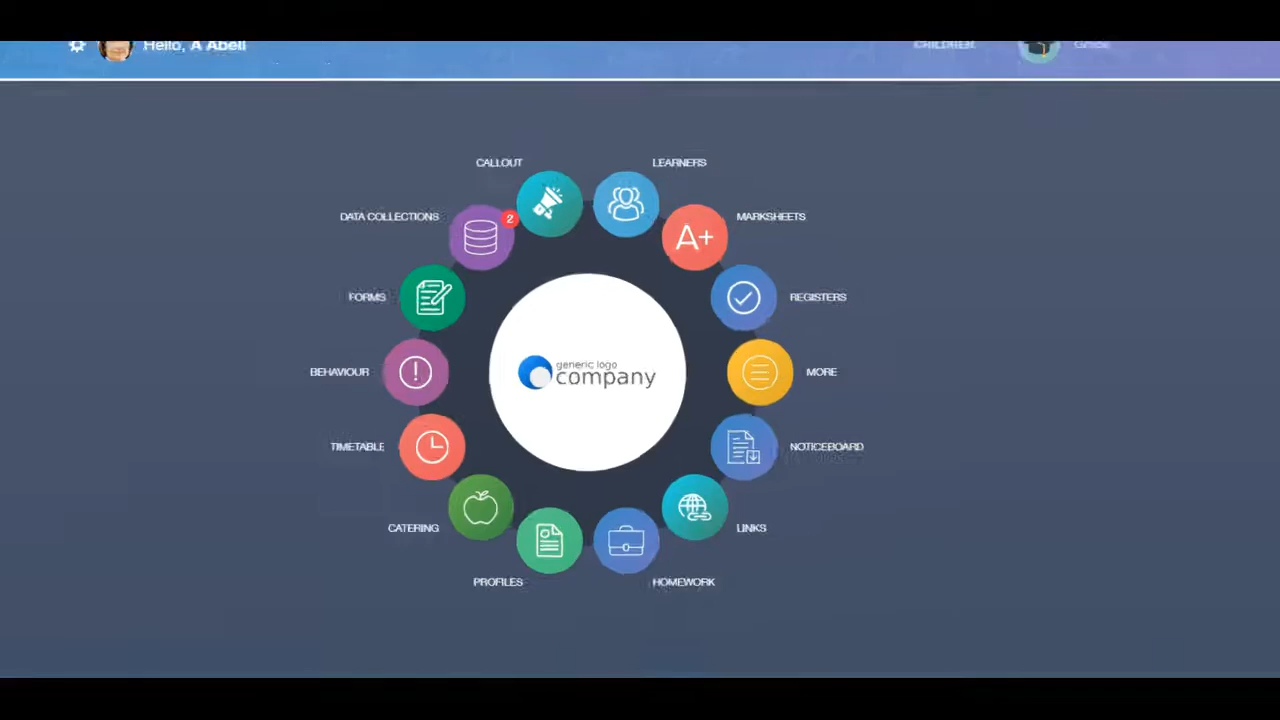 Hello, A Abell
CHILDREN
CALLOUT
LEARNERS
DATA COLLECTIONS
2
A+
MARKSHEETS
FORMS
REGISTERS
generic logo
company
BEHAVIOUR
MORE
TIMETABLE
NOTICEBOARD
CATERING
LINKS
PROFILES
HOMEWORK